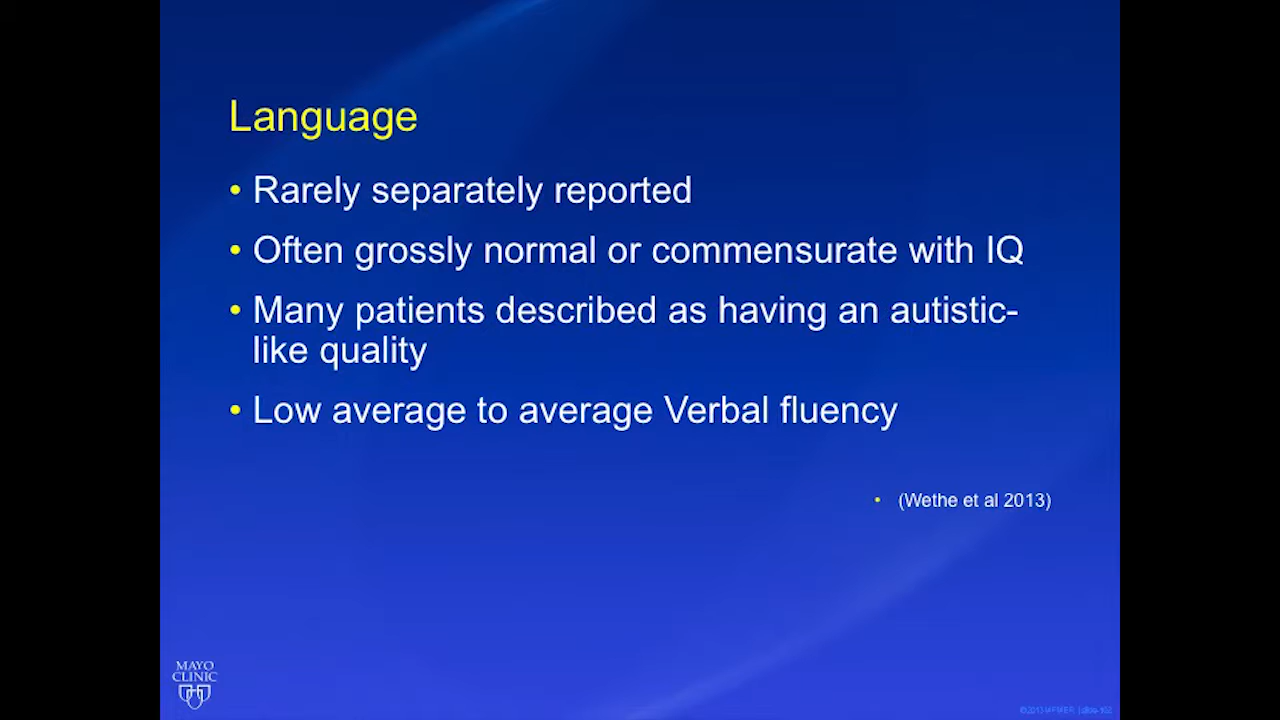 Language
• Rarely separately reported
• Often grossly normal or commensurate with IQ
• Many patients described as having an autistic-
like quality
• Low average to average Verbal fluency
• (Wethe et al 2013)
MAYO
CLINIC